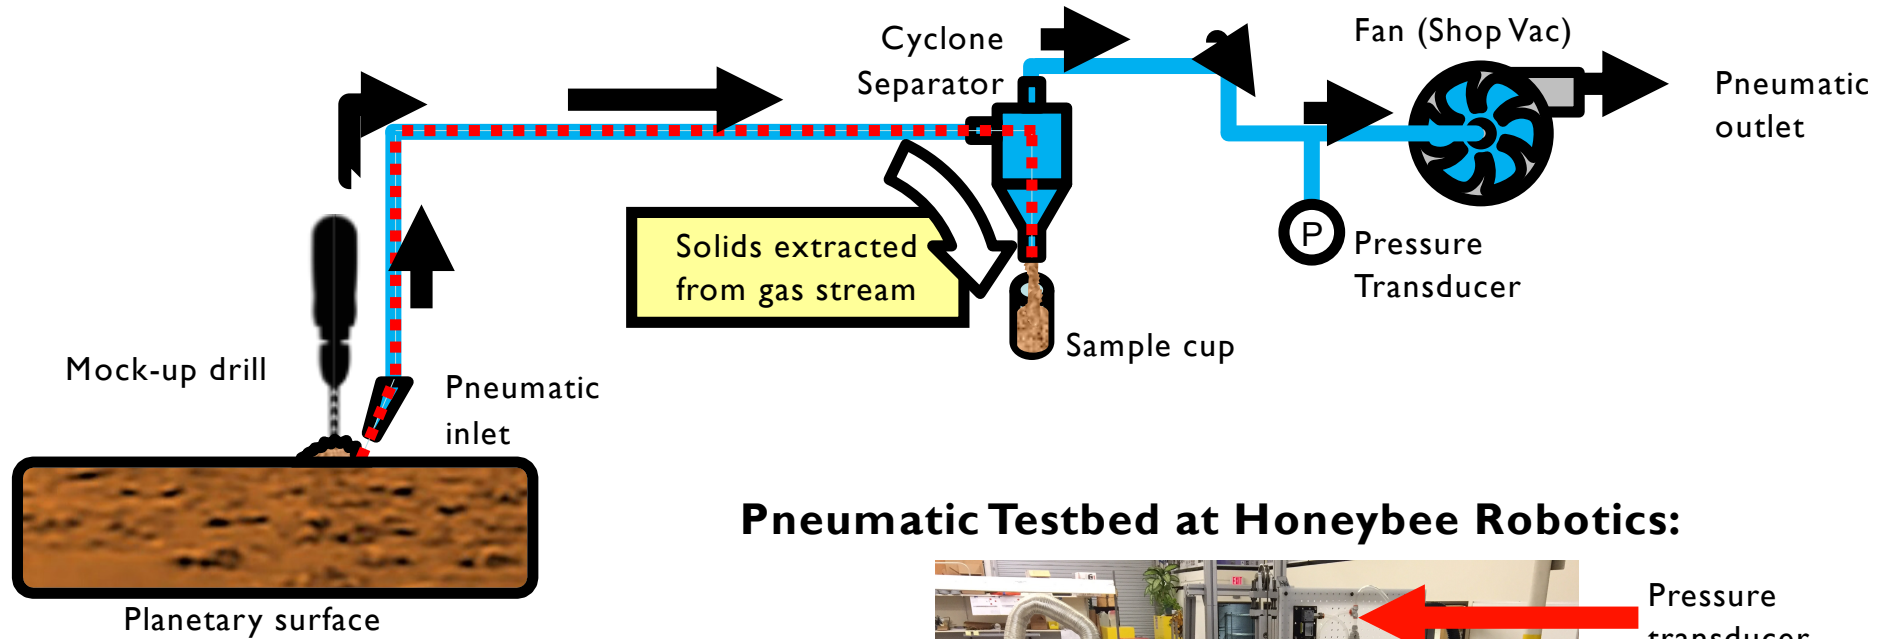 Cyclone
Separator
Fan (Shop Vac)
Pneumatic
outlet
Solids extracted
from gas stream
P
Pressure
Transducer
Sample cup
Mock-up drill
Pneumatic
inlet
Planetary surface
Pneumatic Testbed at Honeybee Robotics:
Pressure
transducer